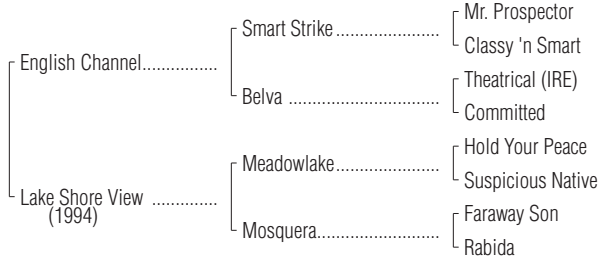 Mr. Prospector
Smart Strike ......................
Classy 'n Smart
English Channel...............
Theatrical (IRE)
Belva ................................
Committed
Hold Your Peace
Meadowlake......................
Suspicious Native
Lake Shore View .............
(1994)
Faraway Son
Mosquera..........................
Rabida